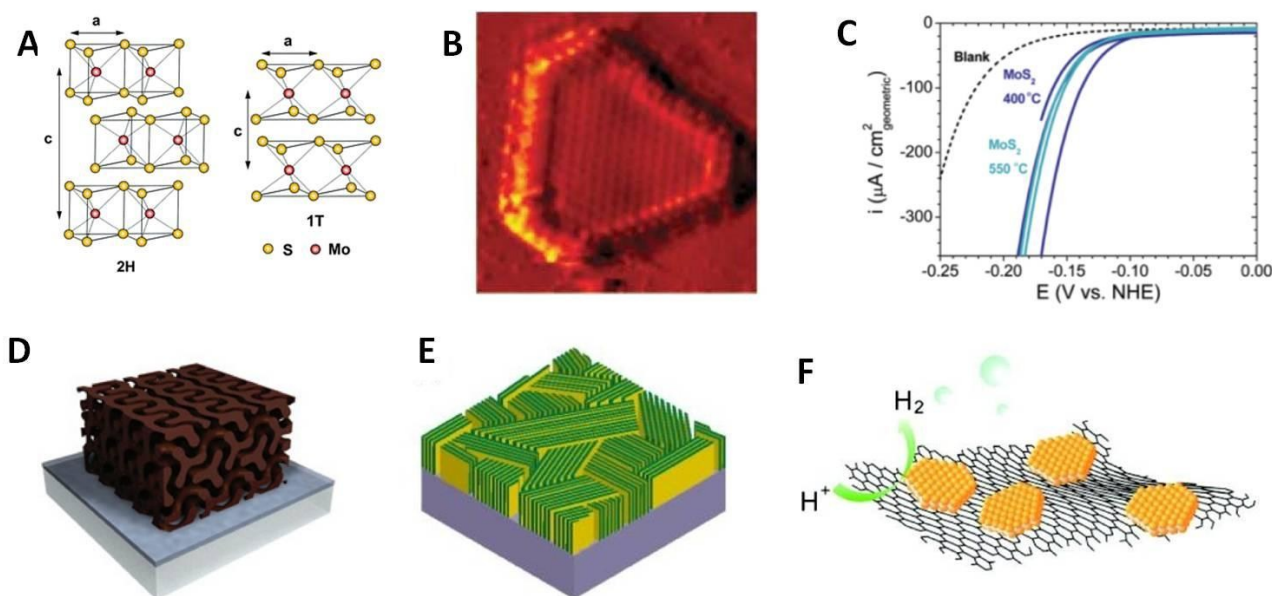 A
a
a
c
c
1T
S Mo
2H
B
C
0
-100
-200
-300
i (μA / cm²geometric)
Blank
MoS₂
400 °C
MoS₂
550 °C
-0.25 -0.20 -0.15 -0.10 -0.05 0.00
E (V vs. NHE)
D
E
F
H₂
H⁺